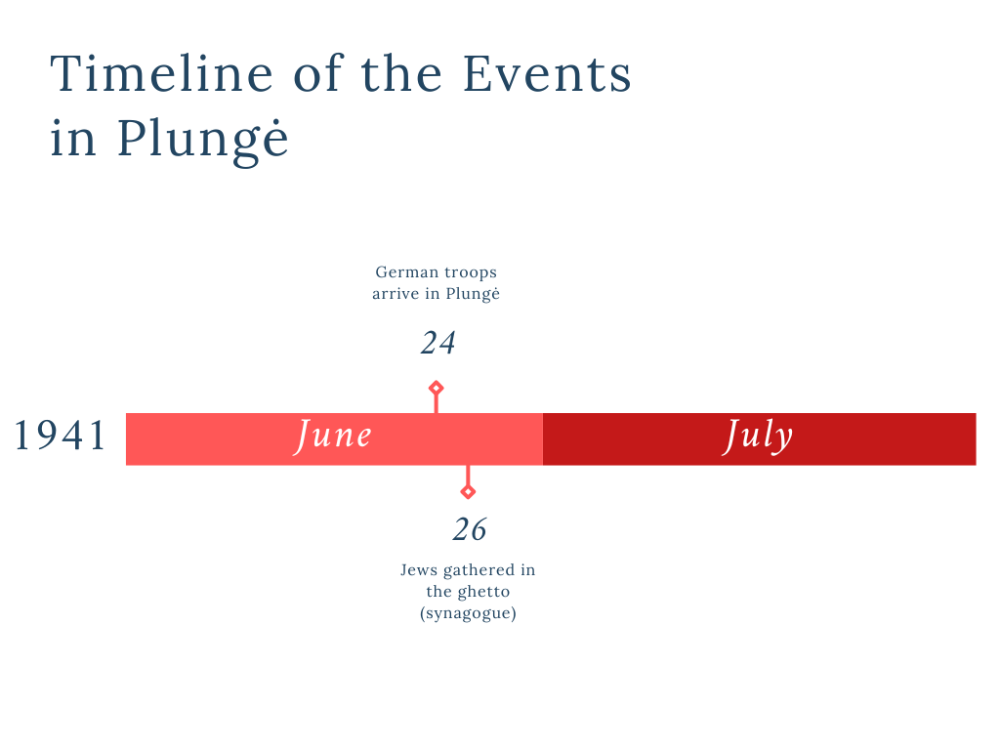 Timeline of the Events
in Plungė
German troops
arrive in Plungė
24
1941
June
July
26
Jews gathered in
the ghetto
(synagogue)